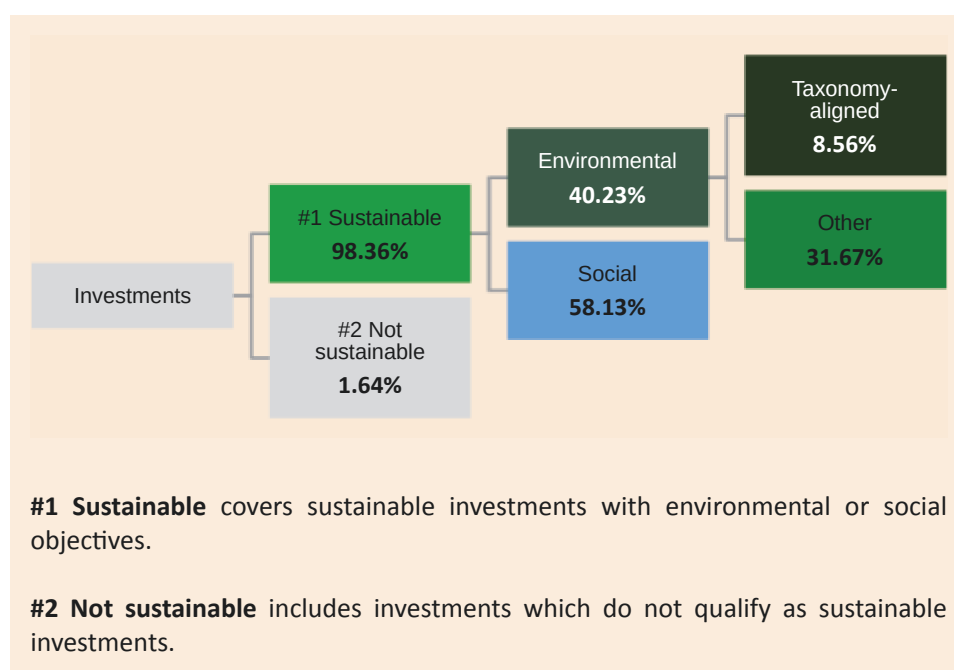 Investments
#1 Sustainable
98.36%
#2 Not
sustainable
1.64%
Environmental
40.23%
Social
58.13%
Taxonomy-
aligned
8.56%
Other
31.67%
#1 Sustainable covers sustainable investments with environmental or social
objectives.
#2 Not sustainable includes investments which do not qualify as sustainable
investments.